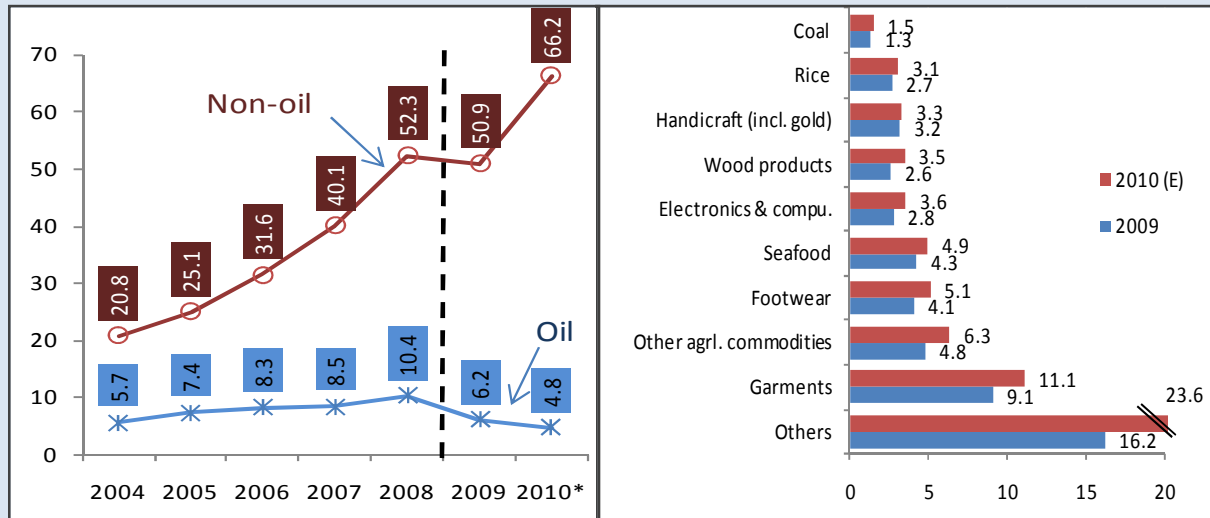 70
60
50
40
30
20
10
0
Non-oil
Oil
20.8
25.1
31.6
40.1
52.3
50.9
66.2
5.7
7.4
8.3
8.5
10.4
6.2
4.8
2004 2005 2006 2007 2008 2009 2010*
Coal 1.5
1.3
Rice 3.1
2.7
Handicraft (incl. gold) 3.3
3.2
Wood products 3.5
2.6
Electronics & compu. 3.6
2.8
Seafood 4.9
4.3
Footwear 5.1
4.1
Other agrl. commodities 6.3
4.8
Garments 11.1
9.1
Others 23.6
16.2
2010 (E)
2009
0 5 10 15 20